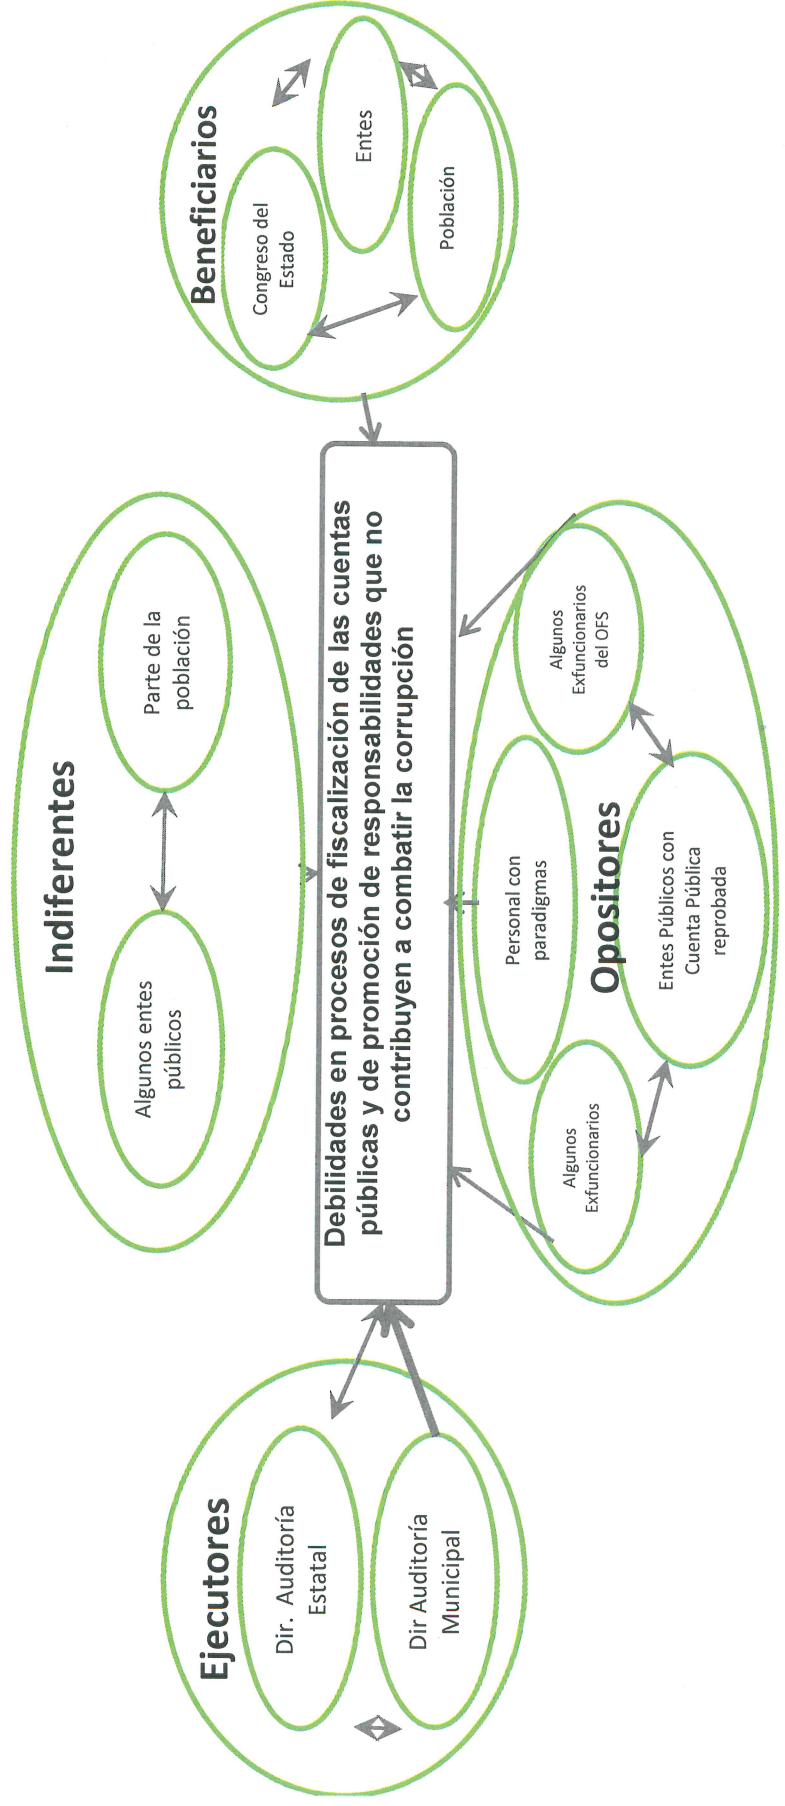 Indiferentes
Algunos entes
públicos
Parte de la
población
Ejecutores
Dir.  Auditoría
Estatal
Dir Auditoría
Municipal
Debilidades en procesos de fiscalización de las cuentas
públicas y de promoción de responsabilidades que no
contribuyen a combatir la corrupción
Beneficiarios
Congreso del
Estado
Entes
Población
Opositores
Algunos
Exfuncionarios
Personal con
paradigmas
Algunos
Exfuncionarios
del OFS
Entes Públicos con
Cuenta Pública
reprobada